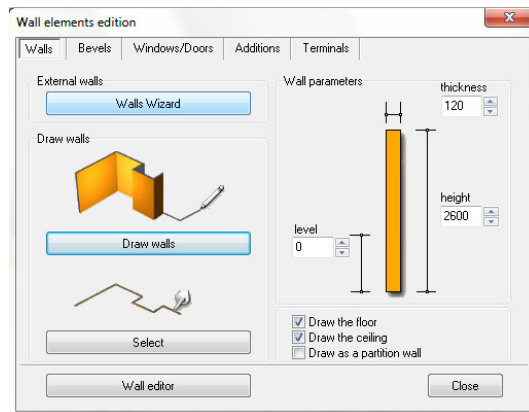 Wall elements edition
Walls Bevels Windows/Doors Additions Terminals
External walls
Walls Wizard
Draw walls
Draw walls
Select
Wall editor
Wall parameters
thickness
120
height
2600
level
0
Draw the floor
Draw the ceiling
Draw as a partition wall
Close